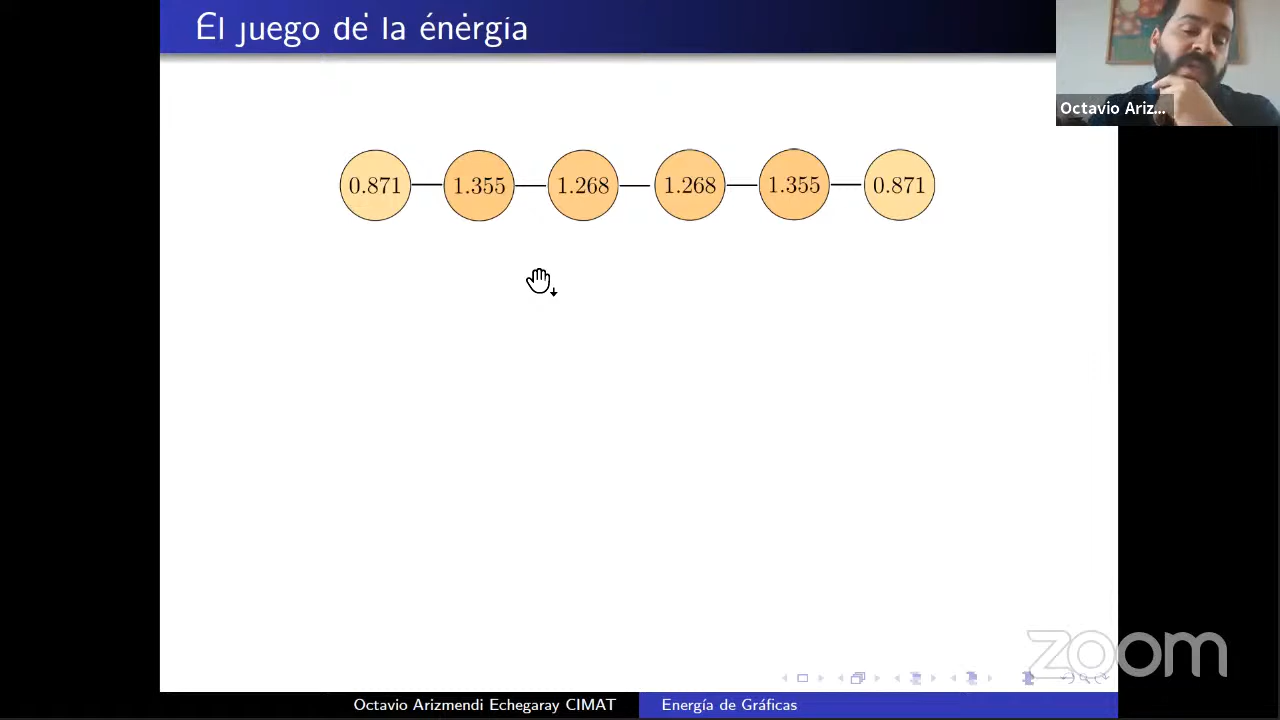 El juego de la énergía
Octavio Ariz...
0.871 1.355 1.268 1.268 1.355 0.871
zoom
Octavio Arizmendi Echegaray CIMAT Energía de Gráficas